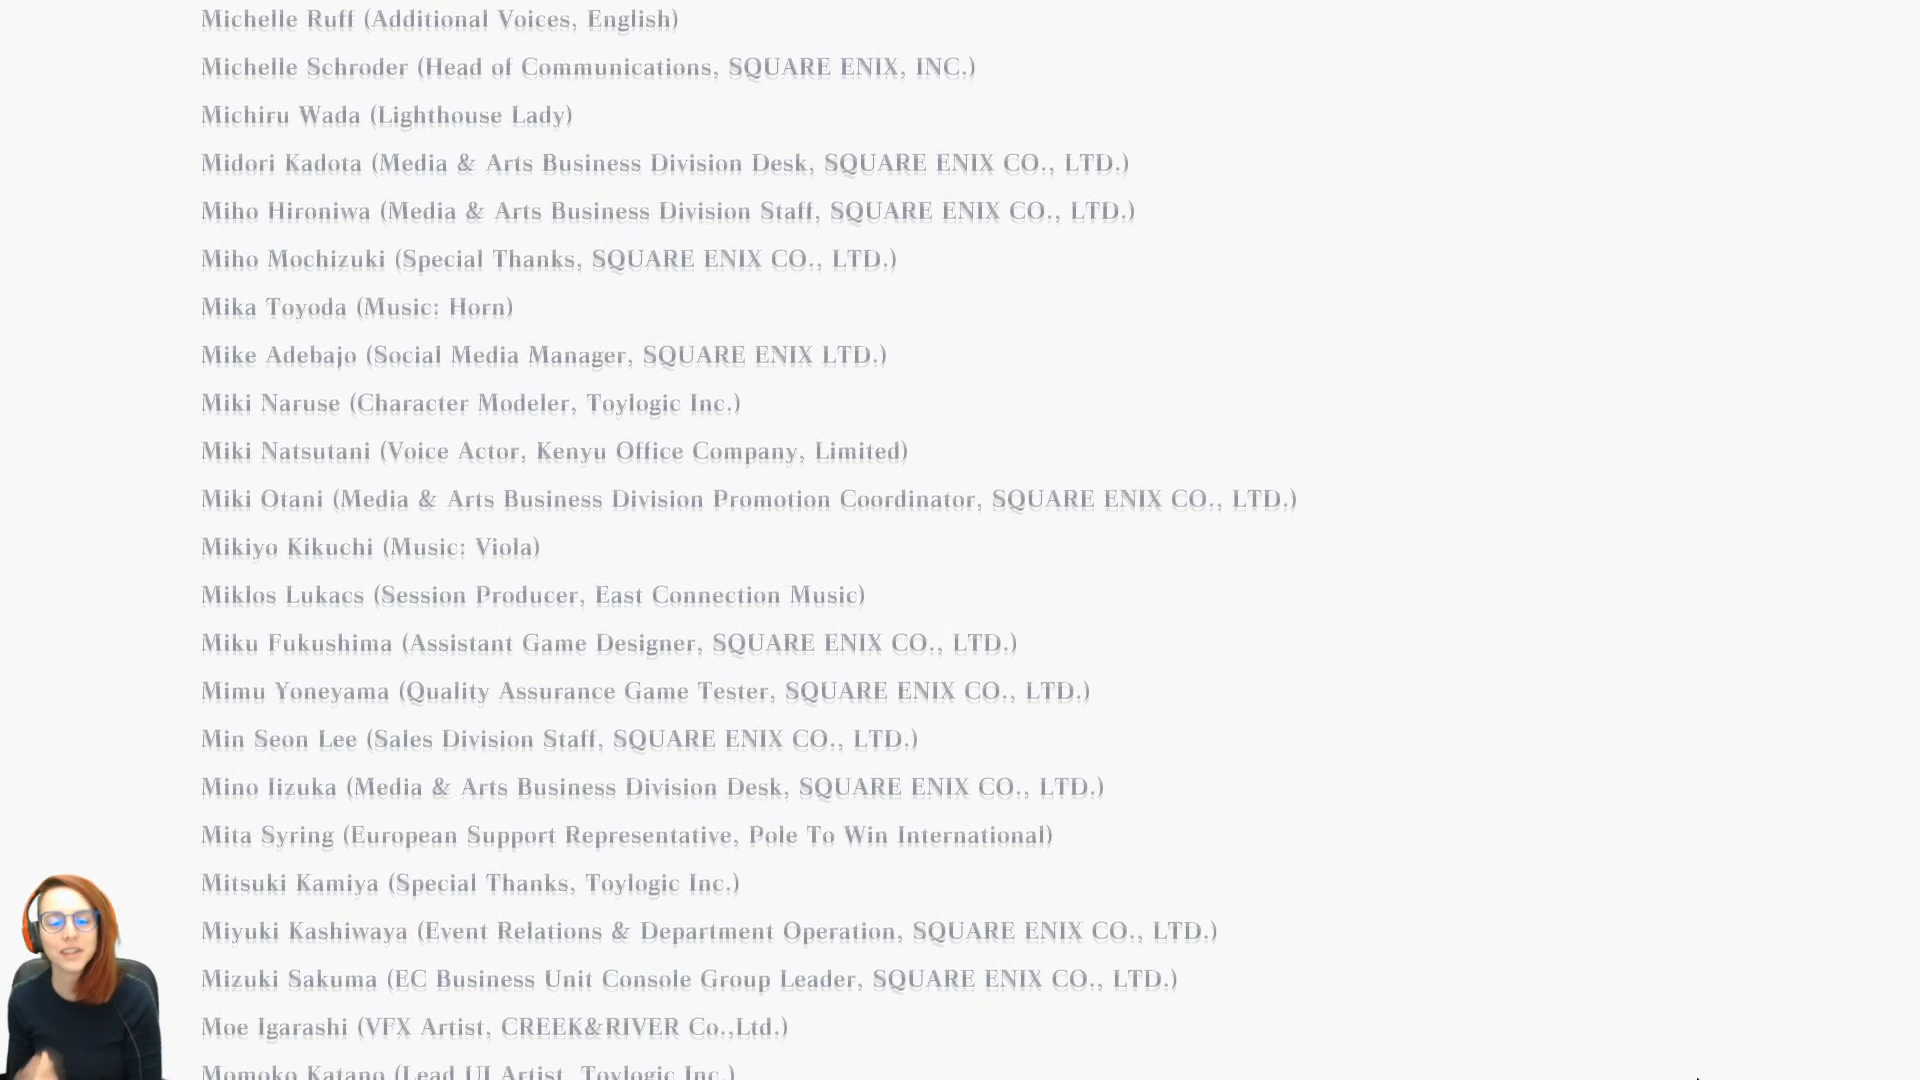 Michelle Ruff (Additional Voices, English)
Michelle Schroder (Head of Communications, SQUARE ENIX, INC.)
Michiru Wada (Lighthouse Lady)
Midori Kadota (Media & Arts Business Division Desk, SQUARE ENIX CO., LTD.)
Miho Hironiwa (Media & Arts Business Division Staff, SQUARE ENIX CO., LTD.)
Miho Mochizuki (Special Thanks, SQUARE ENIX CO., LTD.)
Mika Toyoda (Music: Horn)
Mike Adebajo (Social Media Manager, SQUARE ENIX LTD.)
Miki Naruse (Character Modeler, Toylogic Inc.)
Miki Natsutani (Voice Actor, Kenyu Office Company, Limited)
Miki Otani (Media & Arts Business Division Promotion Coordinator, SQUARE ENIX CO., LTD.)
Mikiyo Kikuchi (Music: Viola)
Miklos Lukacs (Session Producer, East Connection Music)
Miku Fukushima (Assistant Game Designer, SQUARE ENIX CO., LTD.)
Mimu Yoneyama (Quality Assurance Game Tester, SQUARE ENIX CO., LTD.)
Min Seon Lee (Sales Division Staff, SQUARE ENIX CO., LTD.)
Mino Iizuka (Media & Arts Business Division Desk, SQUARE ENIX CO., LTD.)
Mita Syring (European Support Representative, Pole To Win International)
Mitsuki Kamiya (Special Thanks, Toylogic Inc.)
Miyuki Kashiwaya (Event Relations & Department Operation, SQUARE ENIX CO., LTD.)
Mizuki Sakuma (EC Business Unit Console Group Leader, SQUARE ENIX CO., LTD.)
Moe Igarashi (VFX Artist, CREEK&RIVER Co.,Ltd.)
Momoko Katano (Lead UI Artist, Toylogic Inc.)